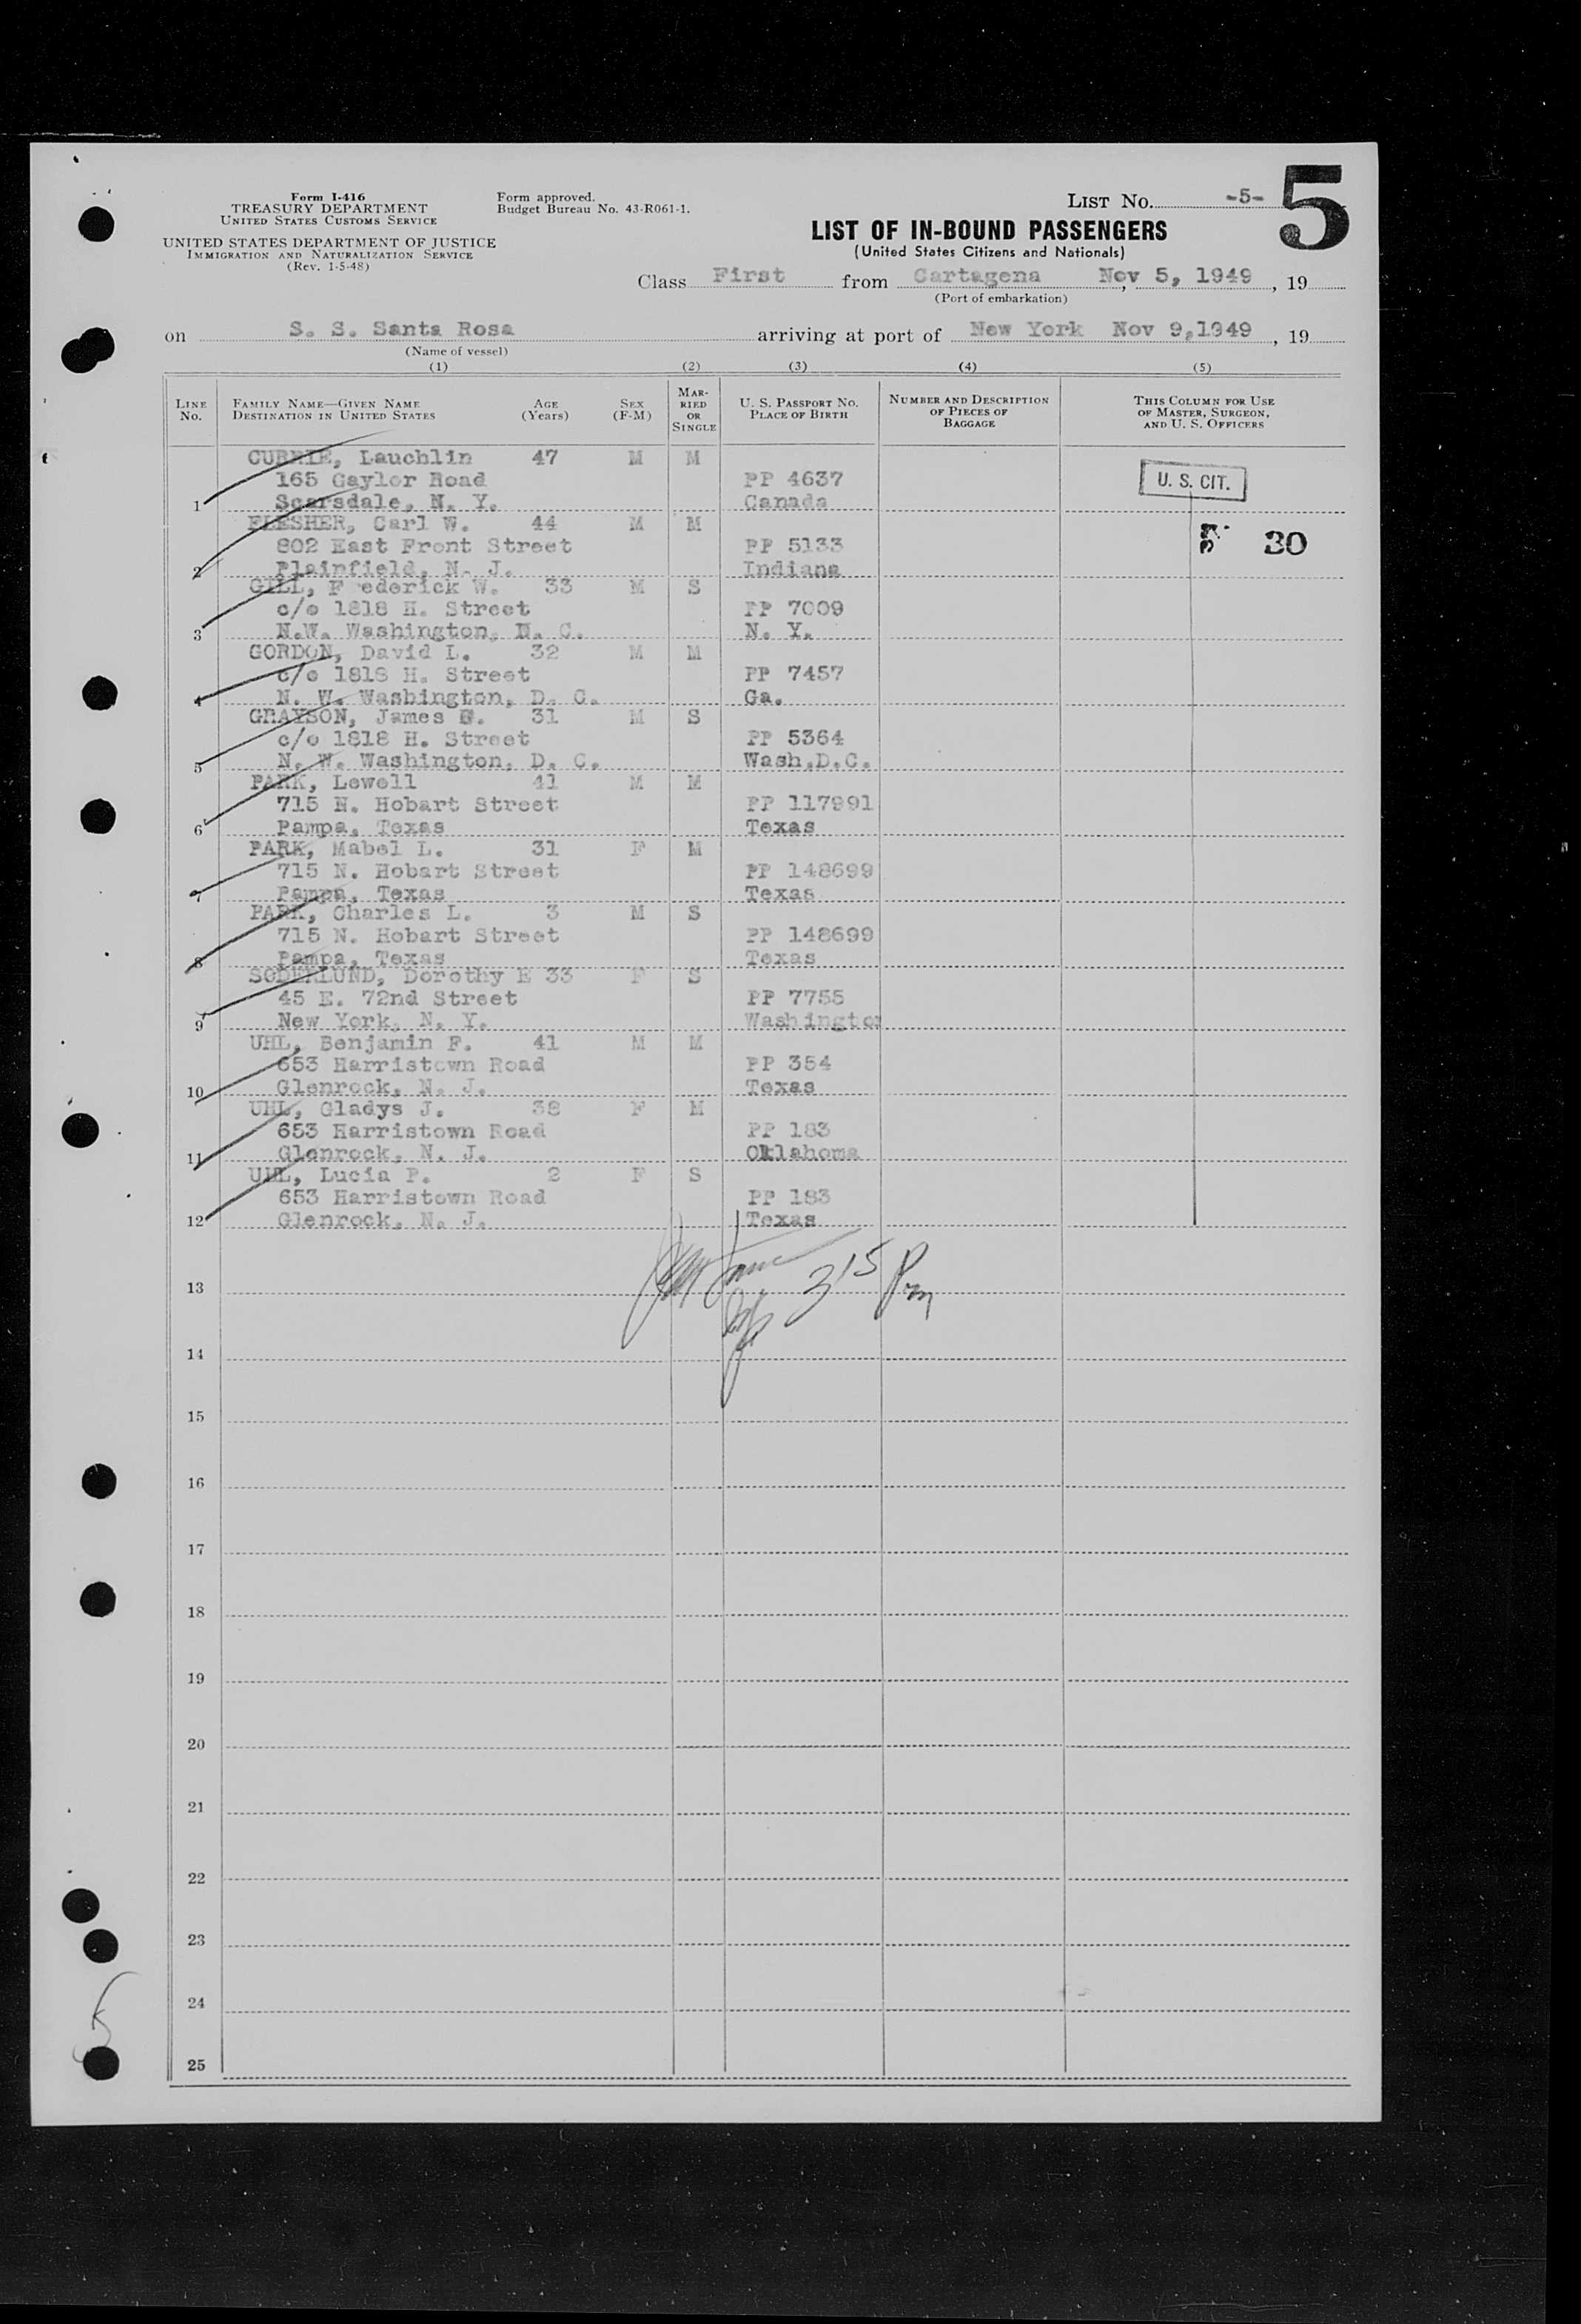 Form I-416
TREASURY DEPARTMENT
UNITED STATES CUSTOMS SERVICE
UNITED STATES DEPARTMENT OF JUSTICE
IMMIGRATION AND NATURALIZATION SERVICE
(Rev. 1-5-48)
Form approved.
Budget Bureau No. 43-R061-1.
LIST No. -5-
5
LIST OF IN-BOUND PASSENGERS
(United States Citizens and Nationals)
Class First from Cartagena, Nov 5, 1949, 19
(Port of embarkation)
on S. S. Santa Rosa arriving at port of New York Nov 9,1949, 19
(Name of vessel)
(1) (2) (3) (4) (5)
LINE No. FAMILY NAME—GIVEN NAME DESTINATION IN UNITED STATES AGE (Years) SEX (F-M) MARRIED OR SINGLE U. S. PASSPORT NO. PLACE OF BIRTH NUMBER AND DESCRIPTION OF PIECES OF BAGGAGE THIS COLUMN FOR USE OF MASTER, SURGEON, AND U. S. OFFICERS
CURRIE, Lauchlin 47 M M
165 Gaylor Road PP 4637 U. S. CIT.
1 Scarsdale, N. Y. Canada
FLESHER, Carl W. 44 M M
802 East Front Street PP 5133 30
2 Plainfield, N. J. Indiana
GILL, F ederick W. 33 M S
c/o 1818 H. Street PP 7009
3 N.W. Washington, D. C. N. Y.
GORDON, David L. 32 M M
c/o 1818 H. Street PP 7457
4 N. W. Washington, D. C. Ga.
GRAYSON, James G. 31 M S
c/o 1818 H. Street PP 5364
5 N. W. Washington, D. C. Wash.D.C.
PARK, Lewell 41 M M
715 N. Hobart Street PP 117991
6 Pampa, Texas Texas
PARK, Mabel L. 31 F M
715 N. Hobart Street PP 148699
7 Pampa, Texas Texas
PARK, Charles L. 3 M S
715 N. Hobart Street PP 148699
8 Pampa, Texas Texas
SODERLUND, Dorothy E 33 F S
45 E. 72nd Street PP 7755
9 New York, N. Y. Washington
UHL, Benjamin F. 41 M M
653 Harristown Road PP 354
10 Glenrock, N. J. Texas
UHL, Gladys J. 38 F M
653 Harristown Road PP 183
11 Glenrock, N. J. Oklahoma
UHL, Lucia P. 2 F S
653 Harristown Road PP 183
12 Glenrock, N. J. Texas
3 15 Pm
13
14
15
16
17
18
19
20
21
22
23
24
25